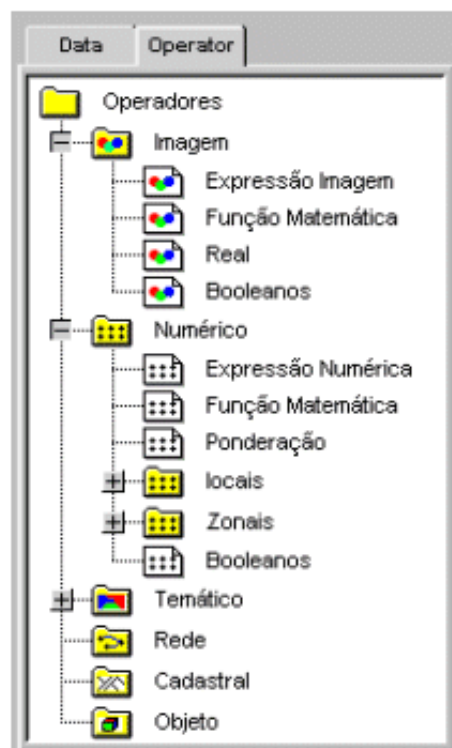 Data Operator
Operadores
Imagem
Expressão Imagem
Função Matemática
Real
Booleanos
Numérico
Expressão Numérica
Função Matemática
Ponderação
locais
Zonais
Booleanos
Temático
Rede
Cadastral
Objeto